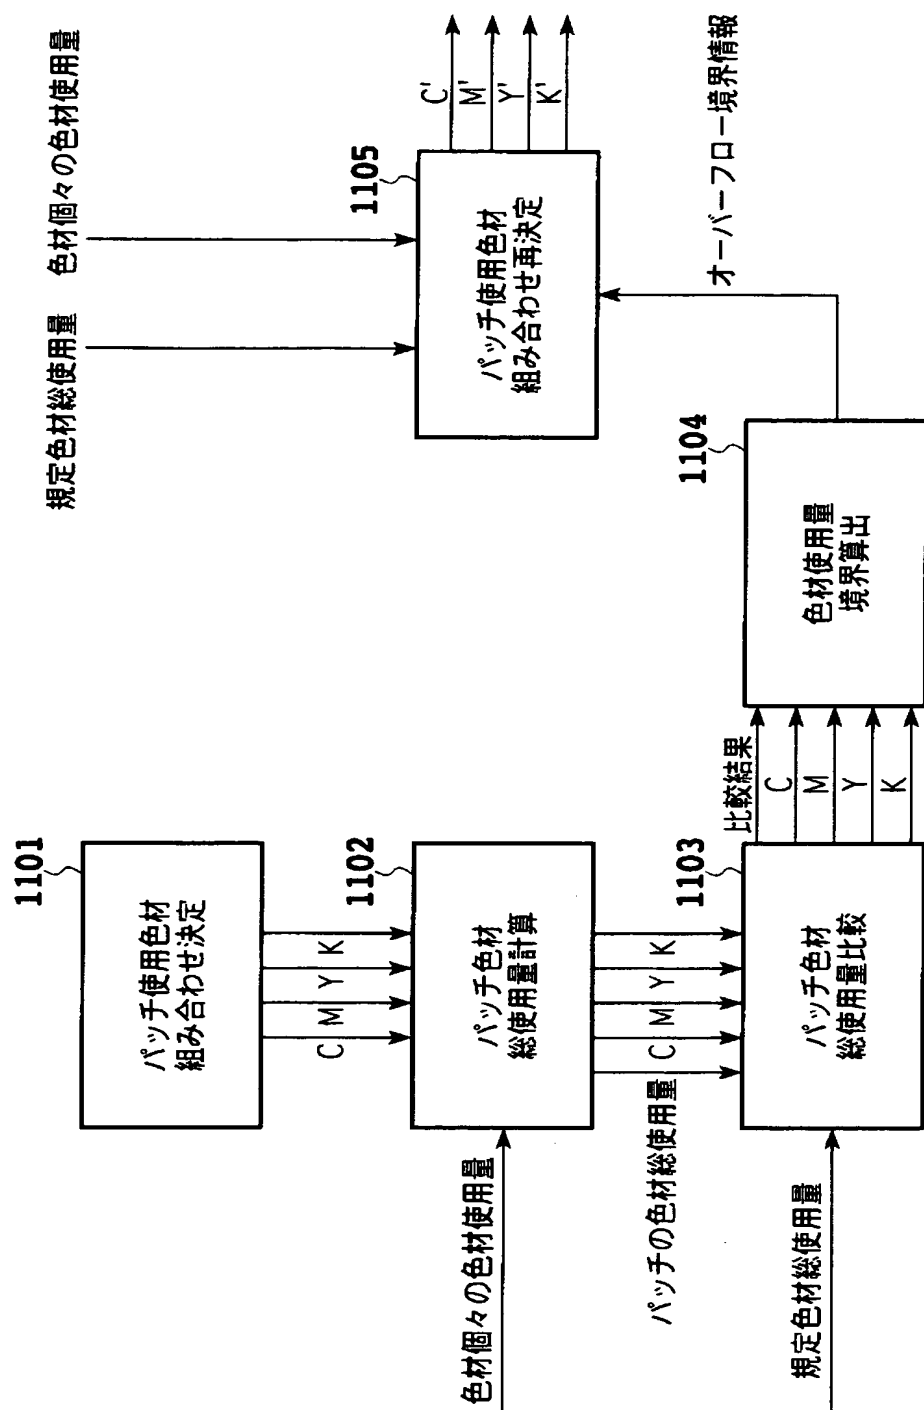 1101
パッチ使用色材
組み合わせ決定
C
M
Y
K
色材個々の色材使用量
1102
パッチ色材
総使用量計算
パッチの色材総使用量
C
M
Y
K
規定色材総使用量
1103
パッチ色材
総使用量比較
比較結果
C
M
Y
K
1104
色材使用量
境界算出
オーバーフロー境界情報
規定色材総使用量
色材個々の色材使用量
1105
パッチ使用色材
組み合わせ再決定
C'
M'
Y'
K'